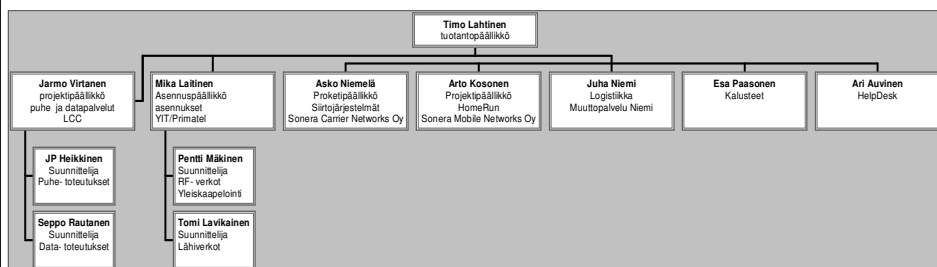 Timo Lahtinen
tuotantopäällikkö
Jarmo Virtanen
projektipäällikkö
puhe ja datapalvelut
LCC
Mika Laitinen
Asennuspäällikkö
asennukset
YIT/Primatel
Asko Niemelä
Proketipäällikkö
Siirtojärjestelmät
Sonera Carrier Networks Oy
Arto Kosonen
Projektipäällikkö
HomeRun
Sonera Mobile Networks Oy
Juha Niemi
Logistiikka
Muuttopalvelu Niemi
Esa Paasonen
Kalusteet
Ari Auvinen
HelpDesk
JP Heikkinen
Suunnittelija
Puhe- toteutukset
Pentti Mäkinen
Suunnittelija
RF- verkot
Yleiskaapelointi
Seppo Rautanen
Suunnittelija
Data- toteutukset
Tomi Lavikainen
Suunnittelija
Lähiverkot